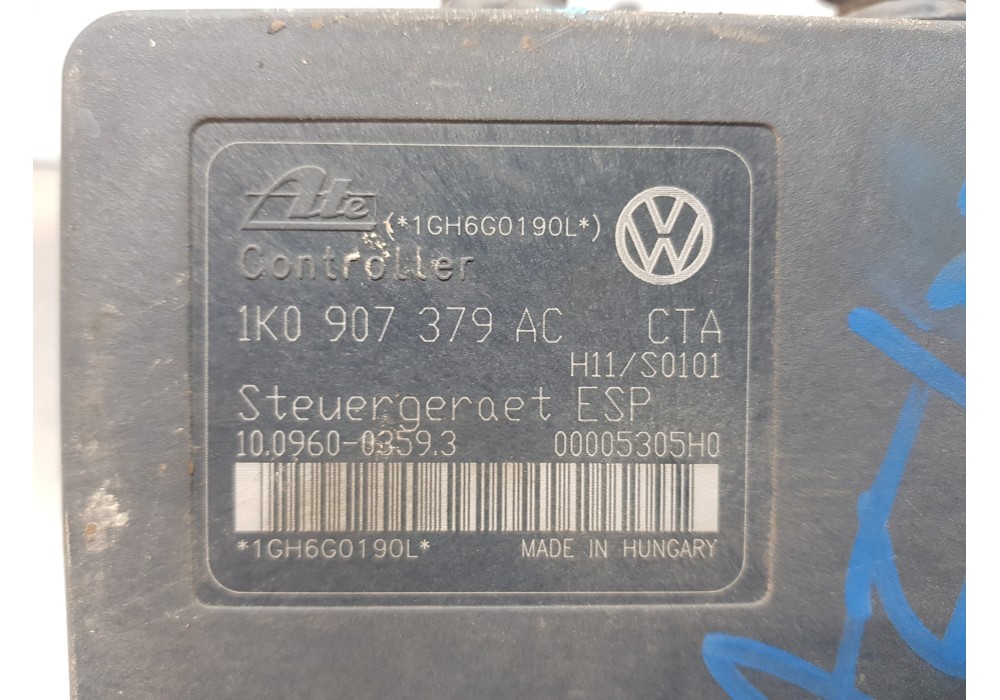 Ate
(*1GH6G0190L*)
Controller
1K0 907 379 AC CTA
H11/S0101
Steuergeraet ESP
10.0960-0359.3 00005305H0
*1GH6G0190L* MADE IN HUNGARY